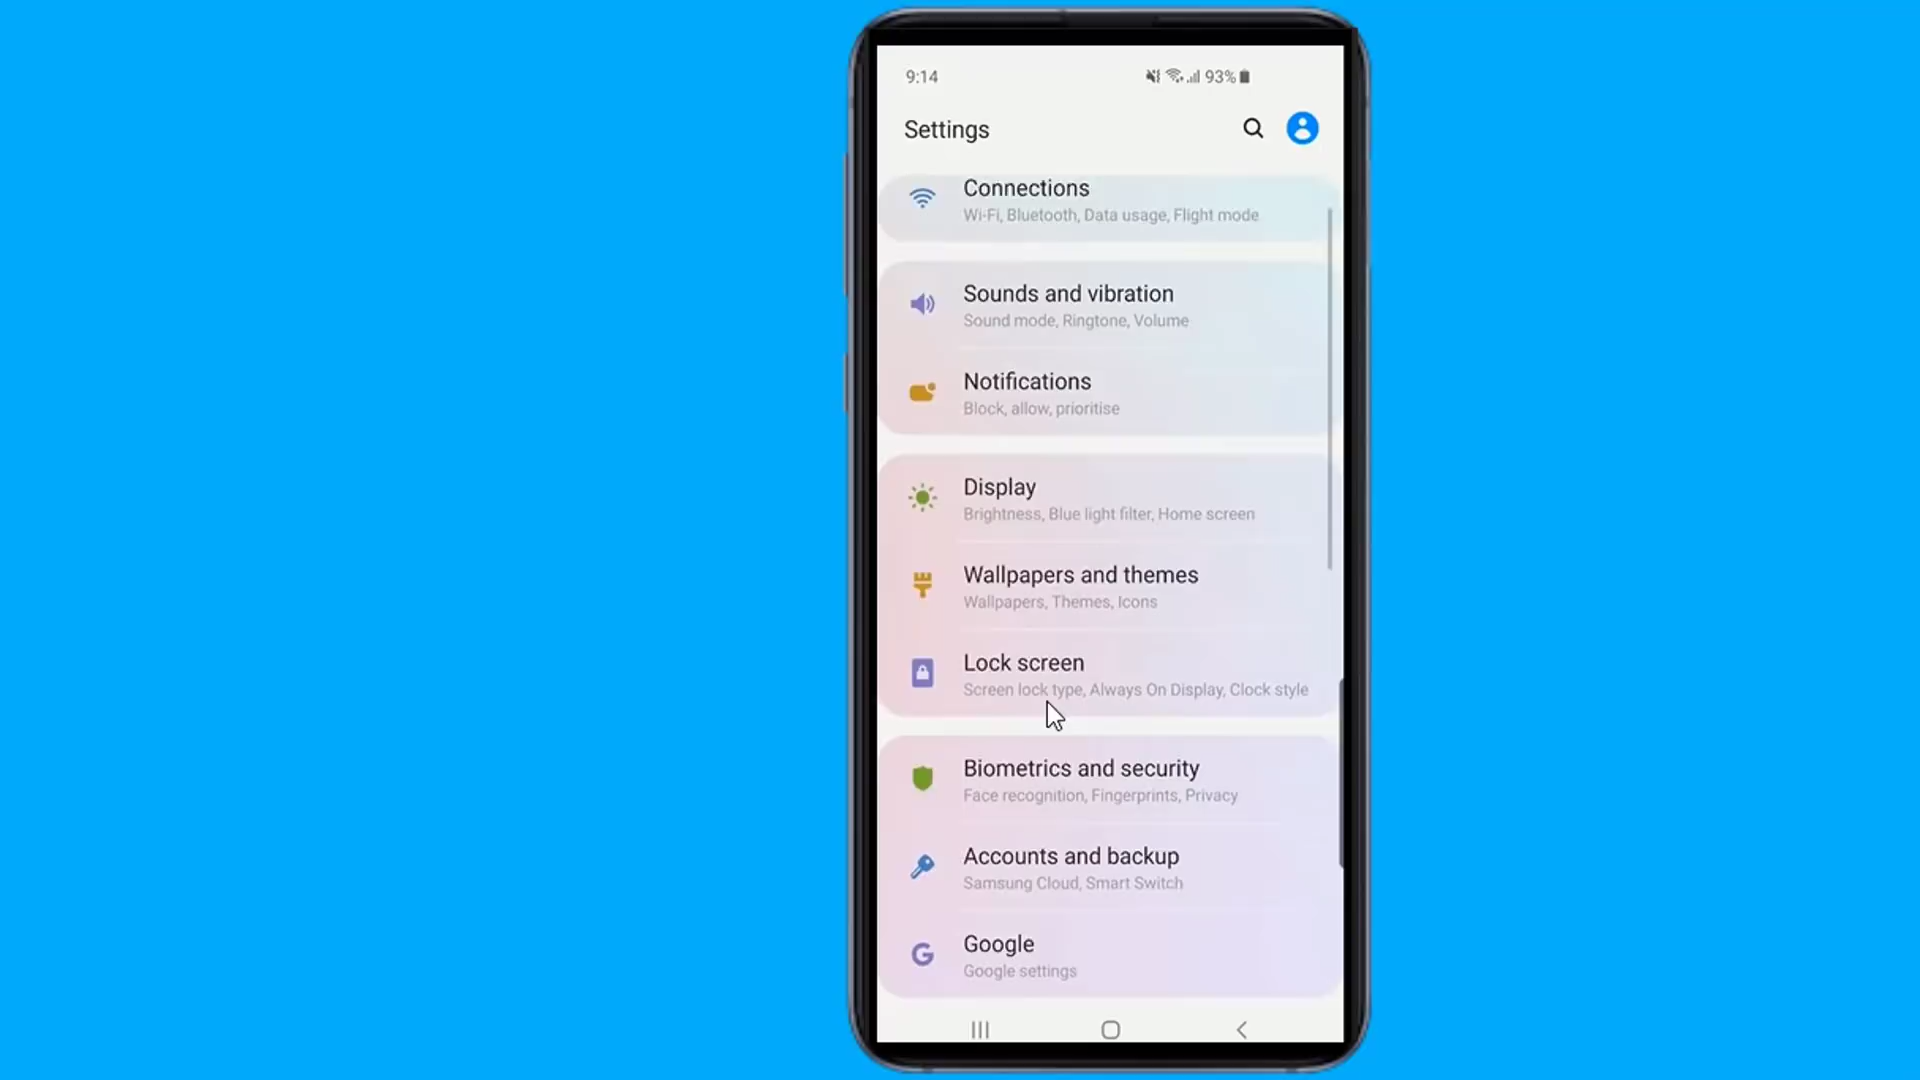 9:14
93%
Settings
Connections
Wi-Fi, Bluetooth, Data usage, Flight mode
Sounds and vibration
Sound mode, Ringtone, Volume
Notifications
Block, allow, prioritise
Display
Brightness, Blue light filter, Home screen
Wallpapers and themes
Wallpapers, Themes, Icons
Lock screen
Screen lock type, Always On Display, Clock style
Biometrics and security
Face recognition, Fingerprints, Privacy
Accounts and backup
Samsung Cloud, Smart Switch
Google
Google settings